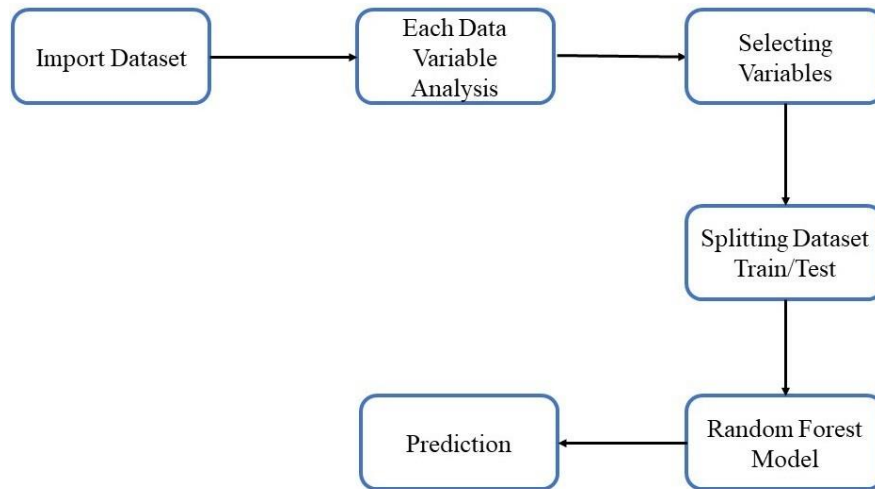 Import Dataset
Each Data
Variable
Analysis
Selecting
Variables
Splitting Dataset
Train/Test
Random Forest
Model
Prediction